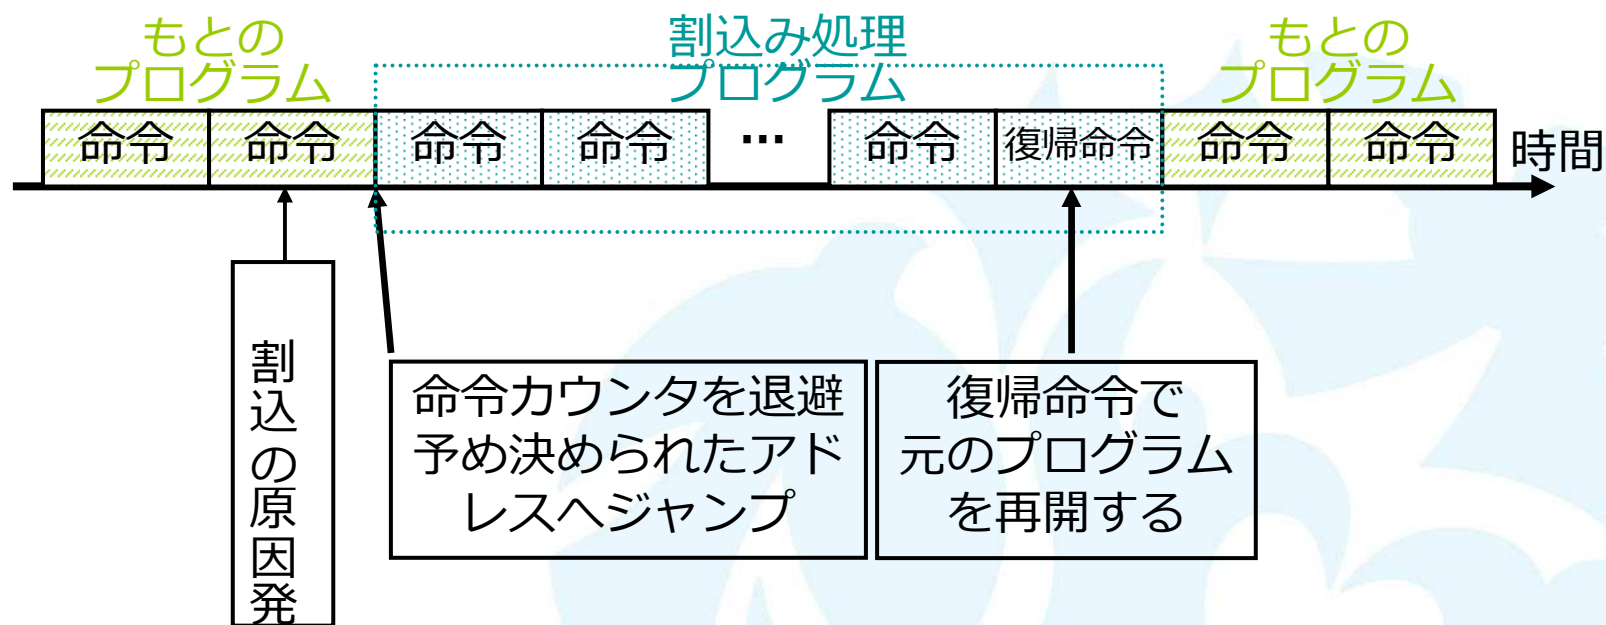 もとの
プログラム
割込み処理
プログラム
もとの
プログラム
命令
命令
命令
命令
…
命令
復帰命令
命令
命令
時間
割込の原因発
命令カウンタを退避
予め決められたアド
レスへジャンプ
復帰命令で
元のプログラム
を再開する